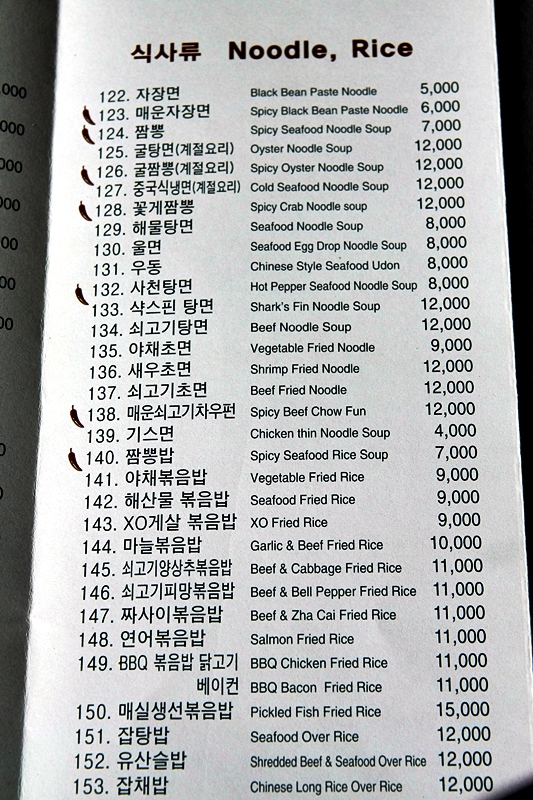 식사류 Noodle, Rice
122. 자장면 Black Bean Paste Noodle 5,000
123. 매운자장면 Spicy Black Bean Paste Noodle 6,000
124. 짬뽕 Spicy Seafood Noodle Soup 7,000
125. 굴탕면(계절요리) Oyster Noodle Soup 12,000
126. 굴짬뽕(계절요리) Spicy Oyster Noodle Soup 12,000
127. 중국식냉면(계절요리) Cold Seafood Noodle Soup 12,000
128. 꽃게짬뽕 Spicy Crab Noodle soup 12,000
129. 해물탕면 Seafood Noodle Soup 8,000
130. 울면 Seafood Egg Drop Noodle Soup 8,000
131. 우동 Chinese Style Seafood Udon 8,000
132. 사천탕면 Hot Pepper Seafood Noodle Soup 8,000
133. 샥스핀 탕면 Shark's Fin Noodle Soup 12,000
134. 쇠고기탕면 Beef Noodle Soup 12,000
135. 야채초면 Vegetable Fried Noodle 9,000
136. 새우초면 Shrimp Fried Noodle 12,000
137. 쇠고기초면 Beef Fried Noodle 12,000
138. 매운쇠고기차우펀 Spicy Beef Chow Fun 12,000
139. 기스면 Chicken thin Noodle Soup 4,000
140. 짬뽕밥 Spicy Seafood Rice Soup 7,000
141. 야채볶음밥 Vegetable Fried Rice 9,000
142. 해산물 볶음밥 Seafood Fried Rice 9,000
143. XO게살 볶음밥 XO Fried Rice 9,000
144. 마늘볶음밥 Garlic & Beef Fried Rice 10,000
145. 쇠고기양상추볶음밥 Beef & Cabbage Fried Rice 11,000
146. 쇠고기피망볶음밥 Beef & Bell Pepper Fried Rice 11,000
147. 짜사이볶음밥 Beef & Zha Cai Fried Rice 11,000
148. 연어볶음밥 Salmon Fried Rice 11,000
149. BBQ 볶음밥 닭고기 BBQ Chicken Fried Rice 11,000
베이컨 BBQ Bacon Fried Rice 11,000
150. 매실생선볶음밥 Pickled Fish Fried Rice 15,000
151. 잡탕밥 Seafood Over Rice 12,000
152. 유산슬밥 Shredded Beef & Seafood Over Rice 12,000
153. 잡채밥 Chinese Long Rice Over Rice 12,000